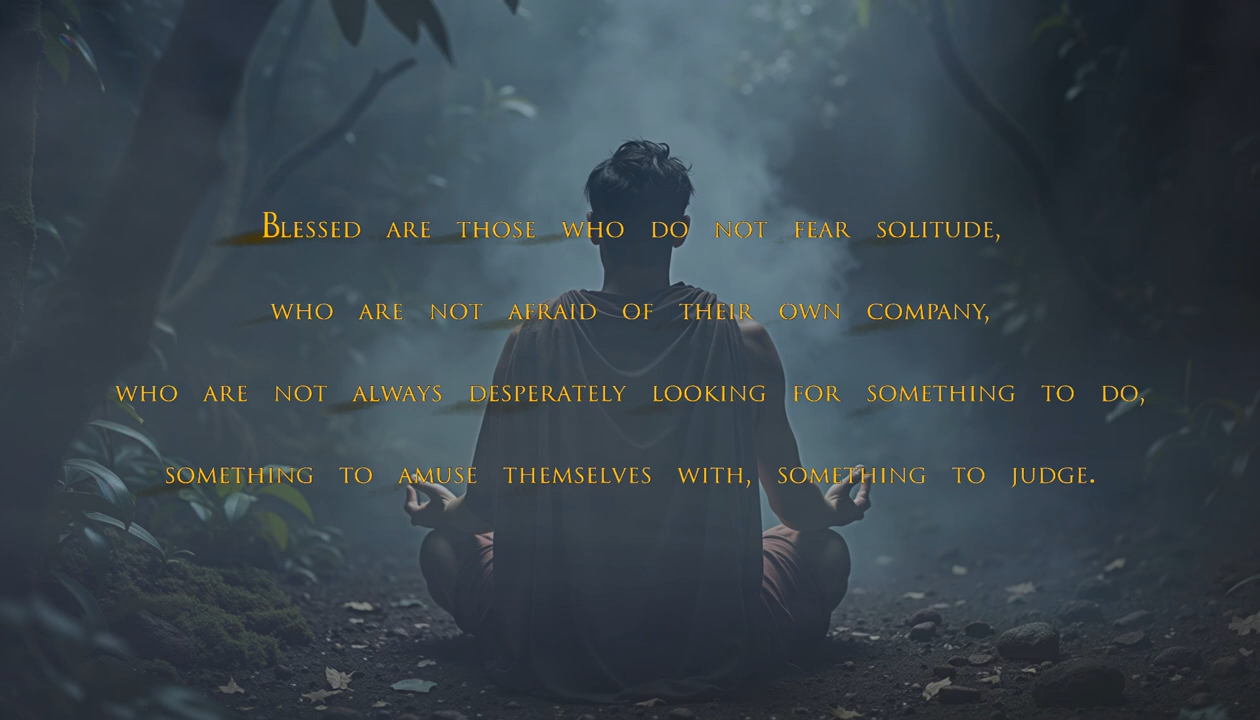 Blessed are those who do not fear solitude,
who are not afraid of their own company,
who are not always desperately looking for something to do,
something to amuse themselves with, something to judge.